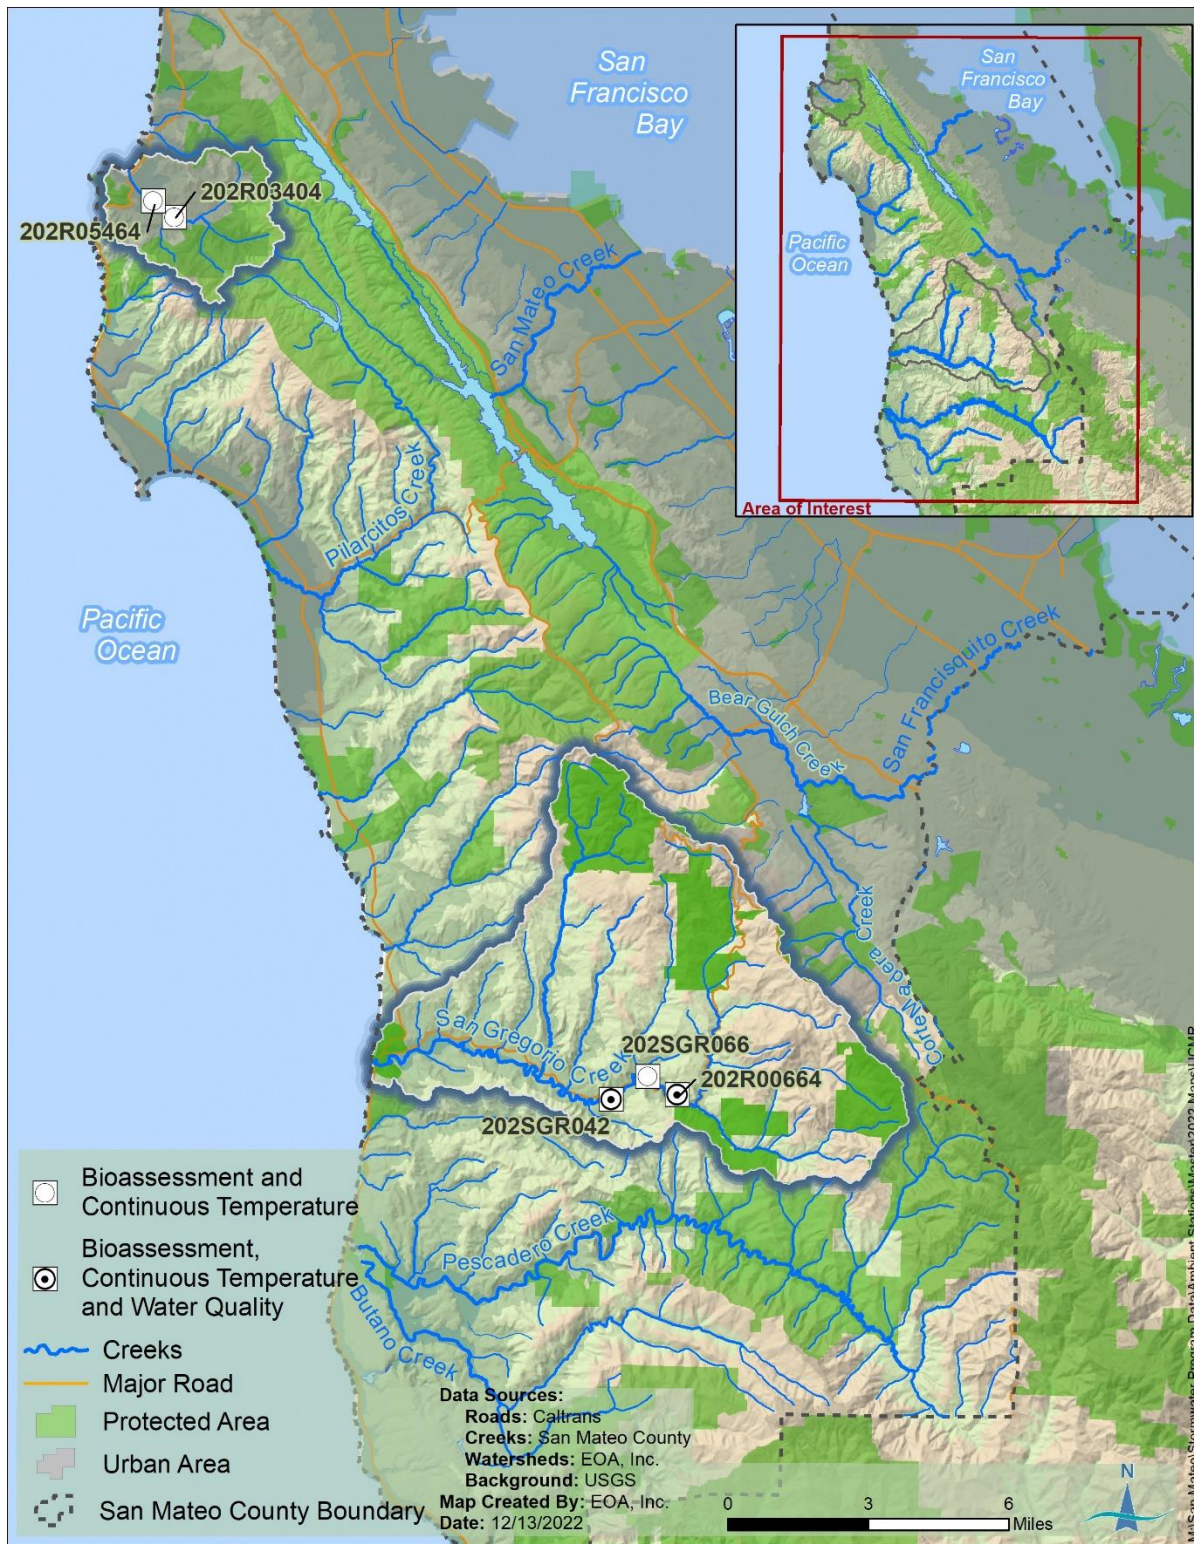 San
Francisco
Bay
San
Francisco
Bay
Pacific
Ocean
Area of Interest
202R03404
202R05464
San Mateo Creek
Pilarcitos Creek
Pacific
Ocean
Bear Gulch Creek
San Francisquito Creek
Corte Madera Creek
San Gregorio Creek
202SGR066
202R00664
202SGR042
Pescadero Creek
Butano Creek
Bioassessment and
Continuous Temperature
Bioassessment,
Continuous Temperature
and Water Quality
Creeks
Major Road
Protected Area
Urban Area
San Mateo County Boundary
Data Sources:
Roads: Caltrans
Creeks: San Mateo County
Watersheds: EOA, Inc.
Background: USGS
Map Created By: EOA, Inc.
Date: 12/13/2022
0 3 6
Miles
N